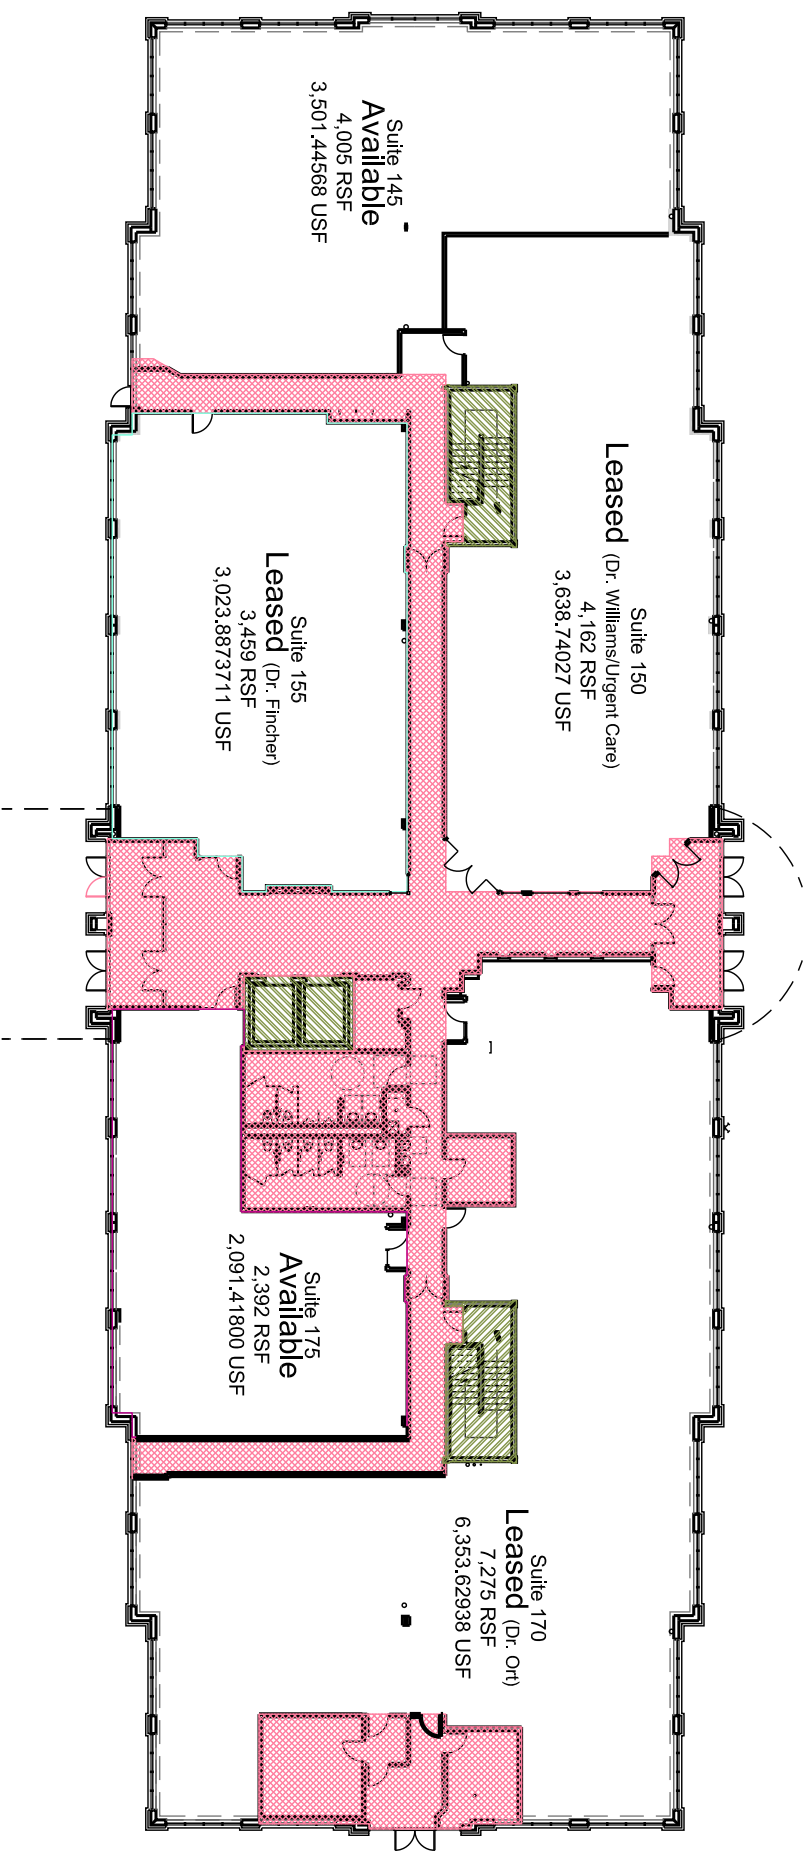 Suite 145
Available
4,005 RSF
3,501.44568 USF
Suite 150
Leased (Dr. Williams/Urgent Care)
4,162 RSF
3,638.74027 USF
Suite 155
Leased (Dr. Fincher)
3,459 RSF
3,023.8873711 USF
Suite 175
Available
2,392 RSF
2,091.41800 USF
Suite 170
Leased (Dr. Ort)
7,275 RSF
6,353.62938 USF